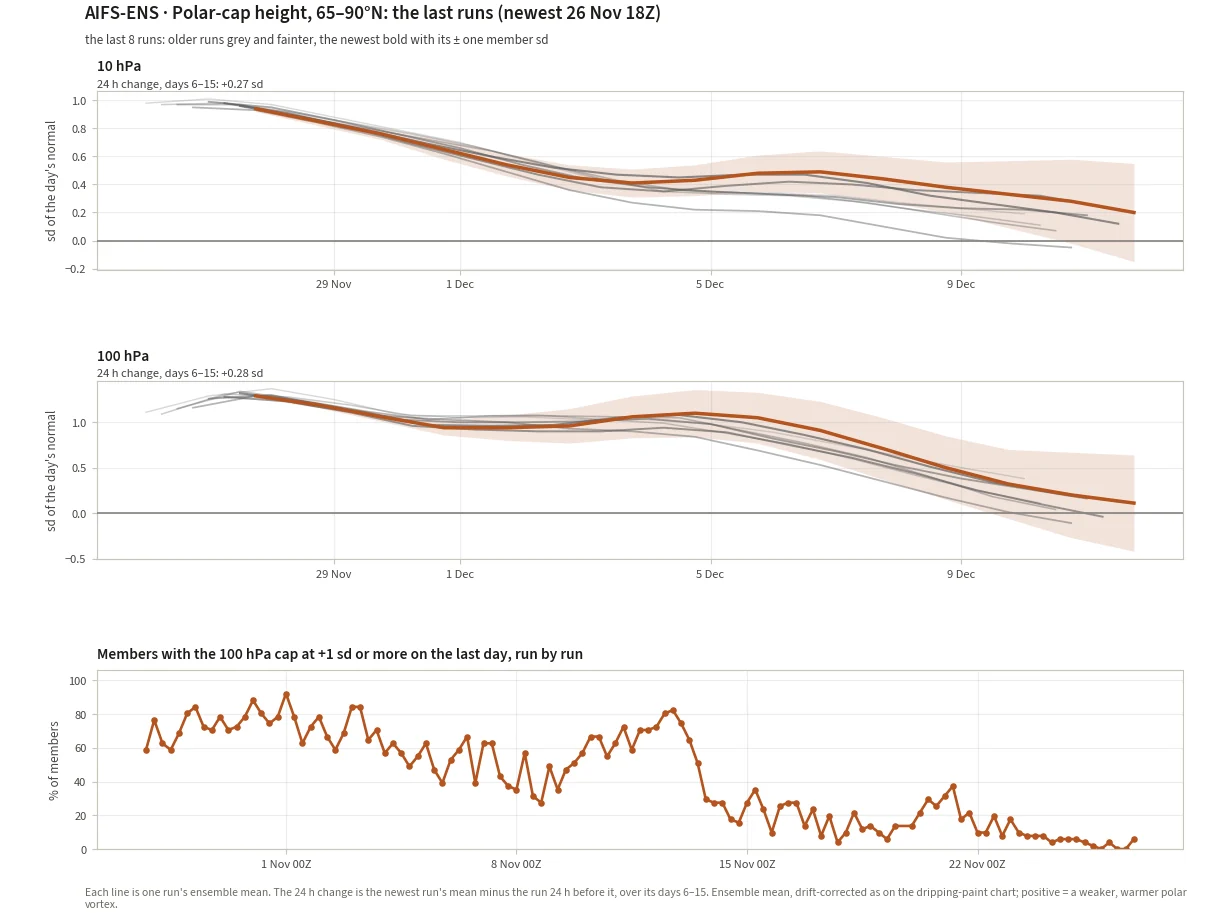 AIFS-ENS · Polar-cap height, 65–90°N: the last runs (newest 26 Nov 18Z)
the last 8 runs: older runs grey and fainter, the newest bold with its ± one member sd
10 hPa
24 h change, days 6–15: +0.27 sd
sd of the day's normal
1.0
0.8
0.6
0.4
0.2
0.0
−0.2
29 Nov
1 Dec
5 Dec
9 Dec
100 hPa
24 h change, days 6–15: +0.28 sd
sd of the day's normal
1.0
0.5
0.0
−0.5
29 Nov
1 Dec
5 Dec
9 Dec
Members with the 100 hPa cap at +1 sd or more on the last day, run by run
% of members
100
80
60
40
20
0
1 Nov 00Z
8 Nov 00Z
15 Nov 00Z
22 Nov 00Z
Each line is one run's ensemble mean. The 24 h change is the newest run's mean minus the run 24 h before it, over its days 6–15. Ensemble mean, drift-corrected as on the dripping-paint chart; positive = a weaker, warmer polar
vortex.